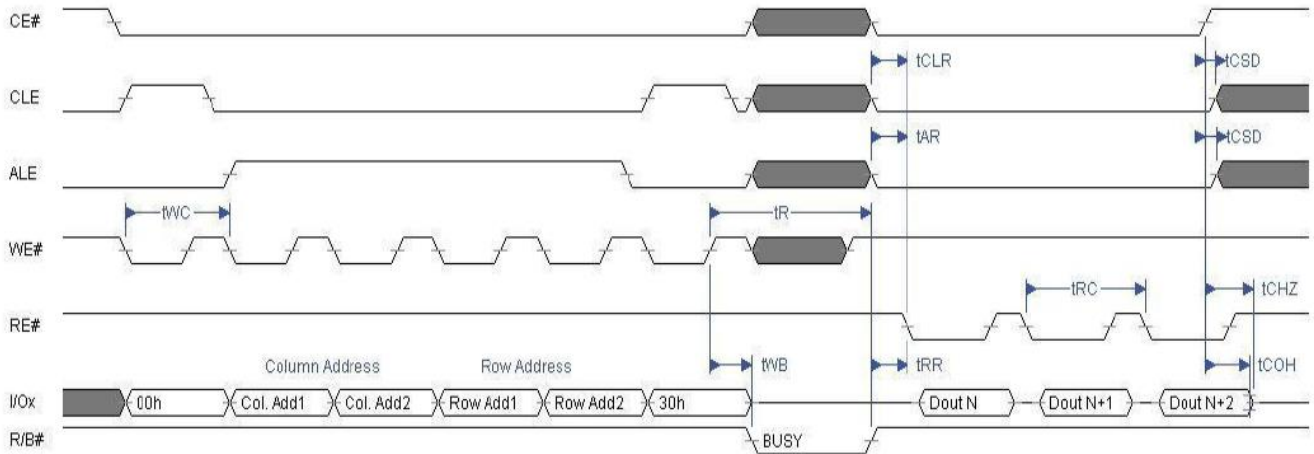 CE#
tCLR
tCSD
CLE
tAR
tCSD
ALE
tWC
tR
WE#
tRC
tCHZ
RE#
Column Address
Row Address
tWB
tRR
tCOH
I/Ox
00h
Col. Add1
Col. Add2
Row Add1
Row Add2
30h
Dout N
Dout N+1
Dout N+2
R/B#
BUSY